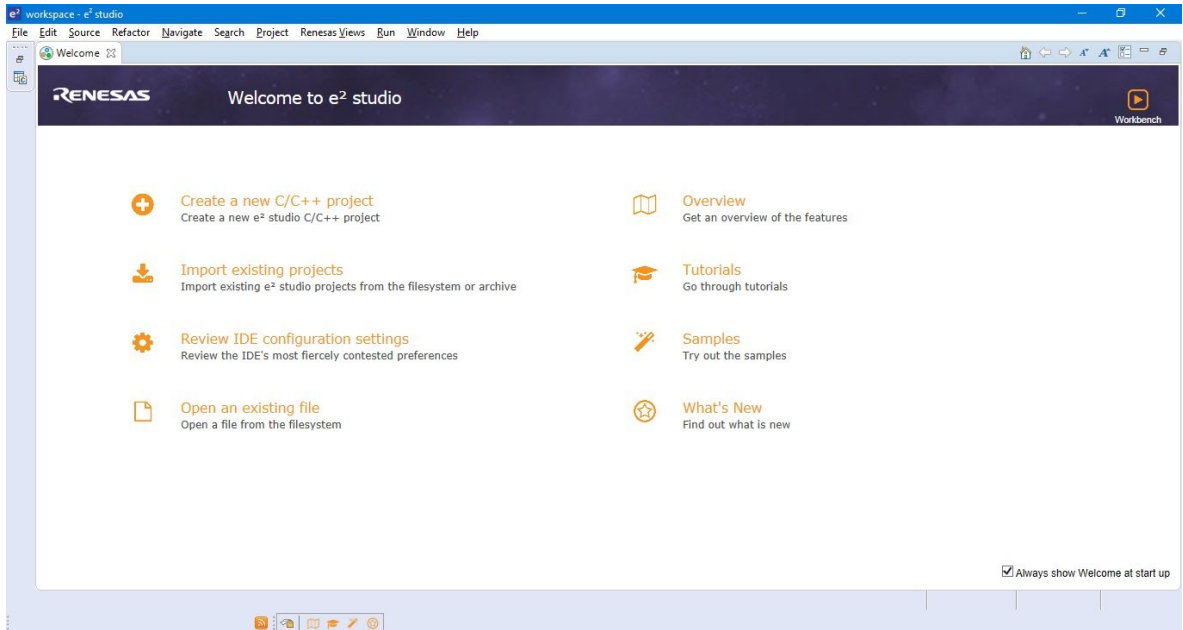 e² workspace - e² studio
File Edit Source Refactor Navigate Search Project Renesas Views Run Window Help
Welcome
RENESAS Welcome to e² studio
Workbench
Create a new C/C++ project
Create a new e² studio C/C++ project
Overview
Get an overview of the features
Import existing projects
Import existing e² studio projects from the filesystem or archive
Tutorials
Go through tutorials
Review IDE configuration settings
Review the IDE's most fiercely contested preferences
Samples
Try out the samples
Open an existing file
Open a file from the filesystem
What's New
Find out what is new
Always show Welcome at start up